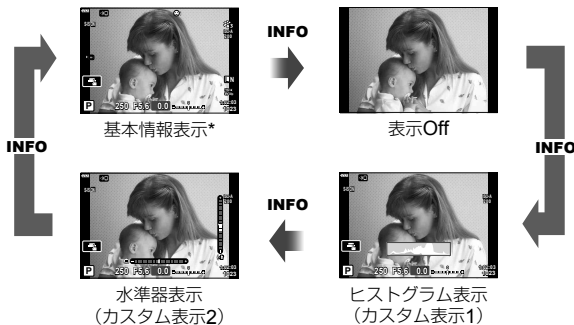 INFO
P 250 F5.6 0.0
基本情報表示*
表示Off
INFO
INFO
INFO
P 250 F5.6 0.0
水準器表示
（カスタム表示2）
P 250 F5.6 0.0
ヒストグラム表示
（カスタム表示1）